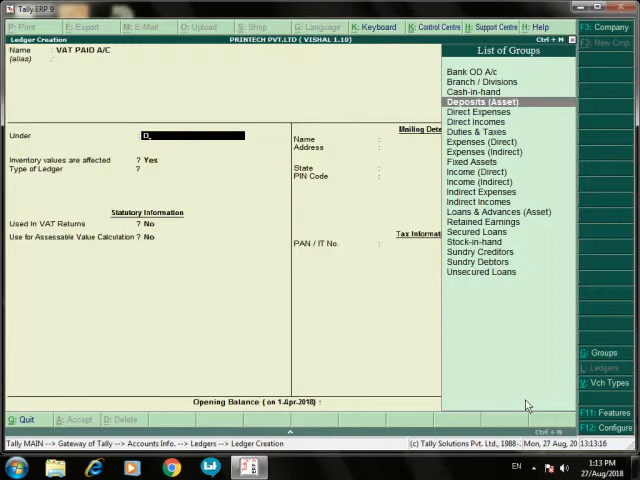 Tally.ERP 9
P: Print
E: Export
M: E-Mail
O: Upload
S: Shop
G: Language
K: Keyboard
K: Control Centre
H: Support Centre
H: Help
F3: Company
F3: New Cmp
Ledger Creation
PRINTECH PVT.LTD ( VISHAL 1.10)
Ctrl + M
Name : VAT PAID A/C
(alias) :
List of Groups
Bank OD A/c
Branch / Divisions
Cash-in-hand
Deposits (Asset)
Direct Expenses
Direct Incomes
Duties & Taxes
Expenses (Direct)
Expenses (Indirect)
Fixed Assets
Income (Direct)
Income (Indirect)
Indirect Expenses
Indirect Incomes
Loans & Advances (Asset)
Retained Earnings
Secured Loans
Stock-in-hand
Sundry Creditors
Sundry Debtors
Unsecured Loans
Under : D
Inventory values are affected ? Yes
Type of Ledger ?
Statutory Information
Used In VAT Returns ? No
Use for Assessable Value Calculation ? No
Mailing Deta
Name :
Address :
State :
PIN Code :
Tax Informat
PAN / IT No. :
Opening Balance ( on 1-Apr-2018) :
G: Groups
L: Ledgers
V: Vch Types
F11: Features
F12: Configure
Q: Quit
A: Accept
D: Delete
Ctrl + N
Tally MAIN --> Gateway of Tally --> Accounts Info. --> Ledgers --> Ledger Creation
(c) Tally Solutions Pvt. Ltd., 1988-
Mon, 27 Aug, 20
13:13:16
EN
1:13 PM
27/Aug/2018